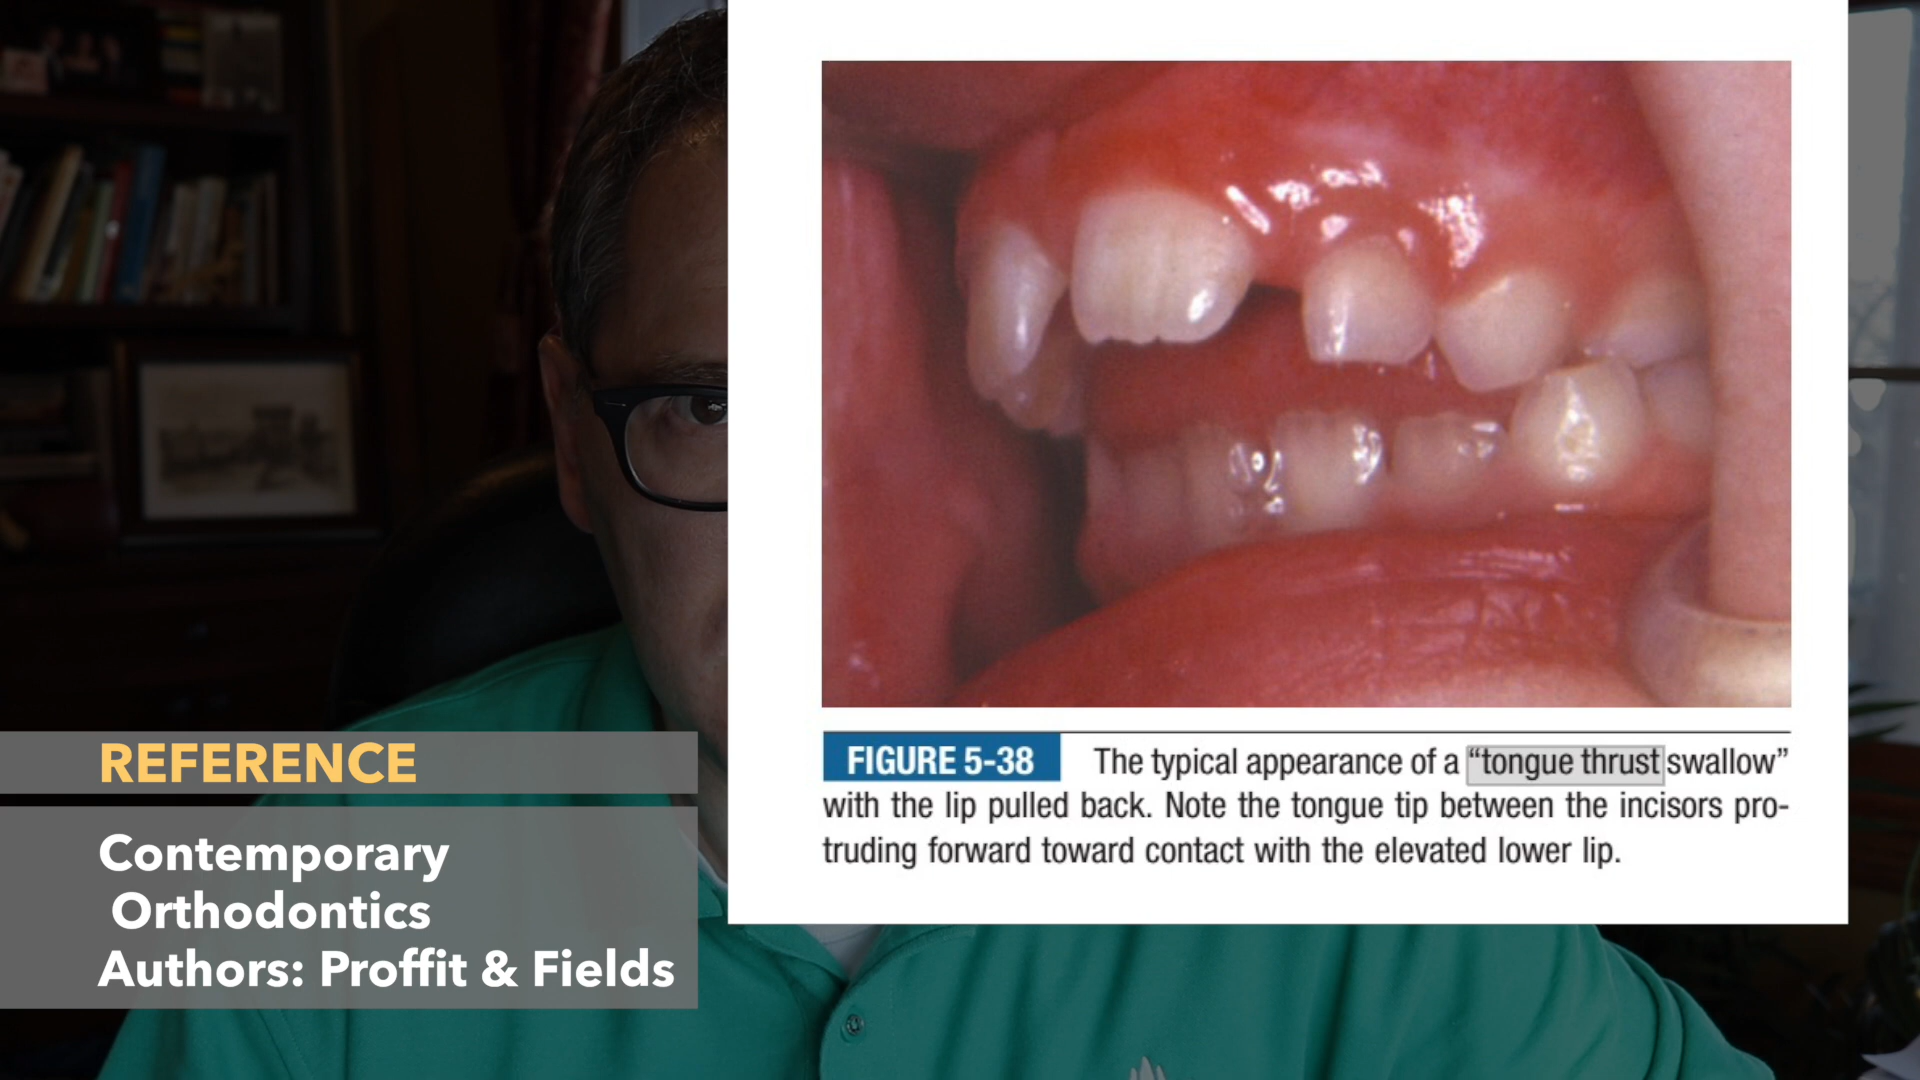 FIGURE 5-38 The typical appearance of a “tongue thrust swallow”
with the lip pulled back. Note the tongue tip between the incisors pro-
truding forward toward contact with the elevated lower lip.
REFERENCE
Contemporary
Orthodontics
Authors: Proffit & Fields